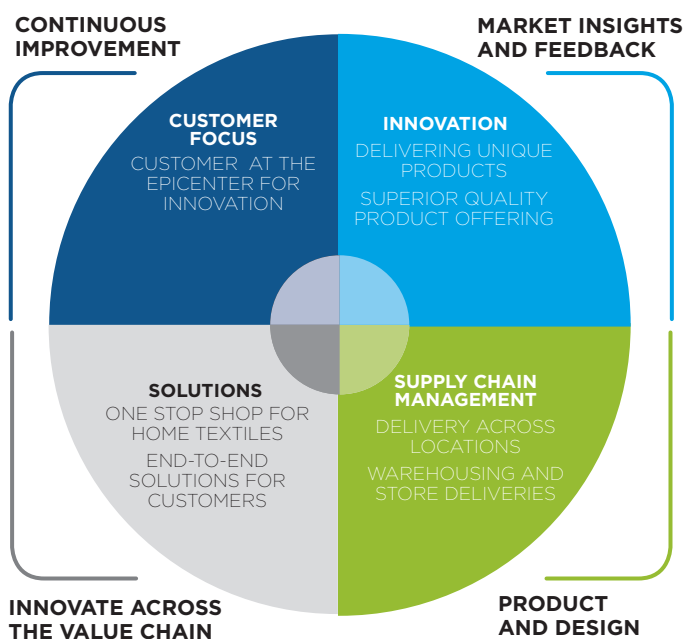 CONTINUOUS
IMPROVEMENT
MARKET INSIGHTS
AND FEEDBACK
CUSTOMER
FOCUS
CUSTOMER AT THE
EPICENTER FOR
INNOVATION
INNOVATION
DELIVERING UNIQUE
PRODUCTS
SUPERIOR QUALITY
PRODUCT OFFERING
SOLUTIONS
ONE STOP SHOP FOR
HOME TEXTILES
END-TO-END
SOLUTIONS FOR
CUSTOMERS
SUPPLY CHAIN
MANAGEMENT
DELIVERY ACROSS
LOCATIONS
WAREHOUSING AND
STORE DELIVERIES
INNOVATE ACROSS
THE VALUE CHAIN
PRODUCT
AND DESIGN